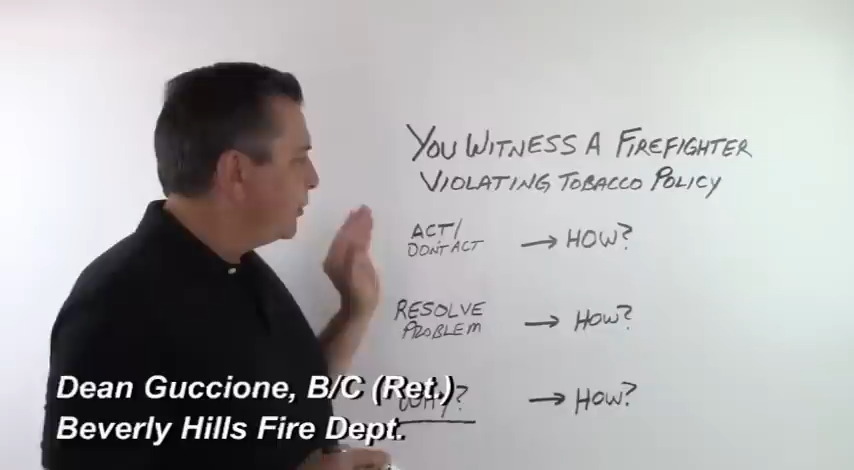 YOU WITNESS A FIREFIGHTER
VIOLATING TOBACCO POLICY
ACT/
DON'T ACT → HOW?
RESOLVE
PROBLEM → HOW?
WHY? → HOW?
Dean Guccione, B/C (Ret.)
Beverly Hills Fire Dept.